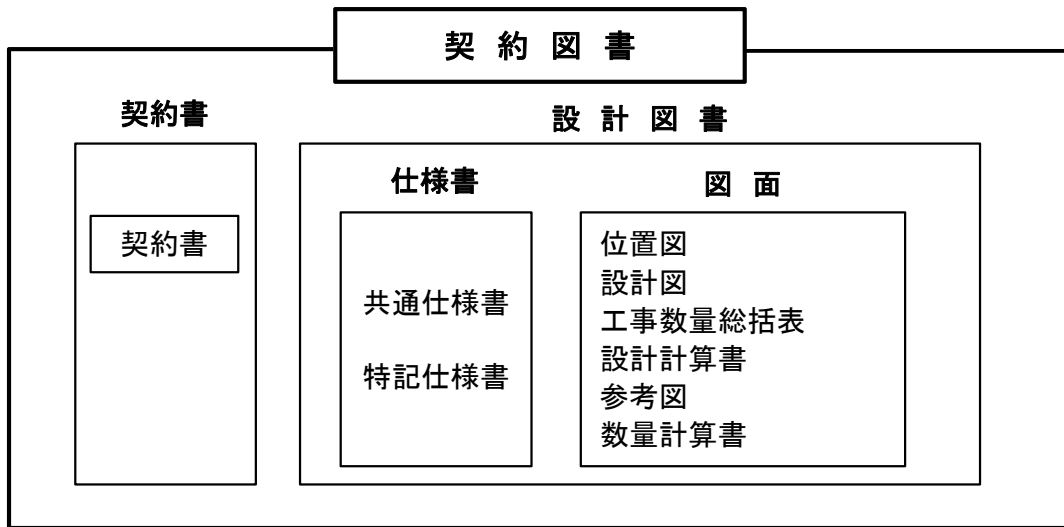 契約図書
契約書
設計図書
契約書
仕様書
図面
共通仕様書
特記仕様書
位置図
設計図
工事数量総括表
設計計算書
参考図
数量計算書